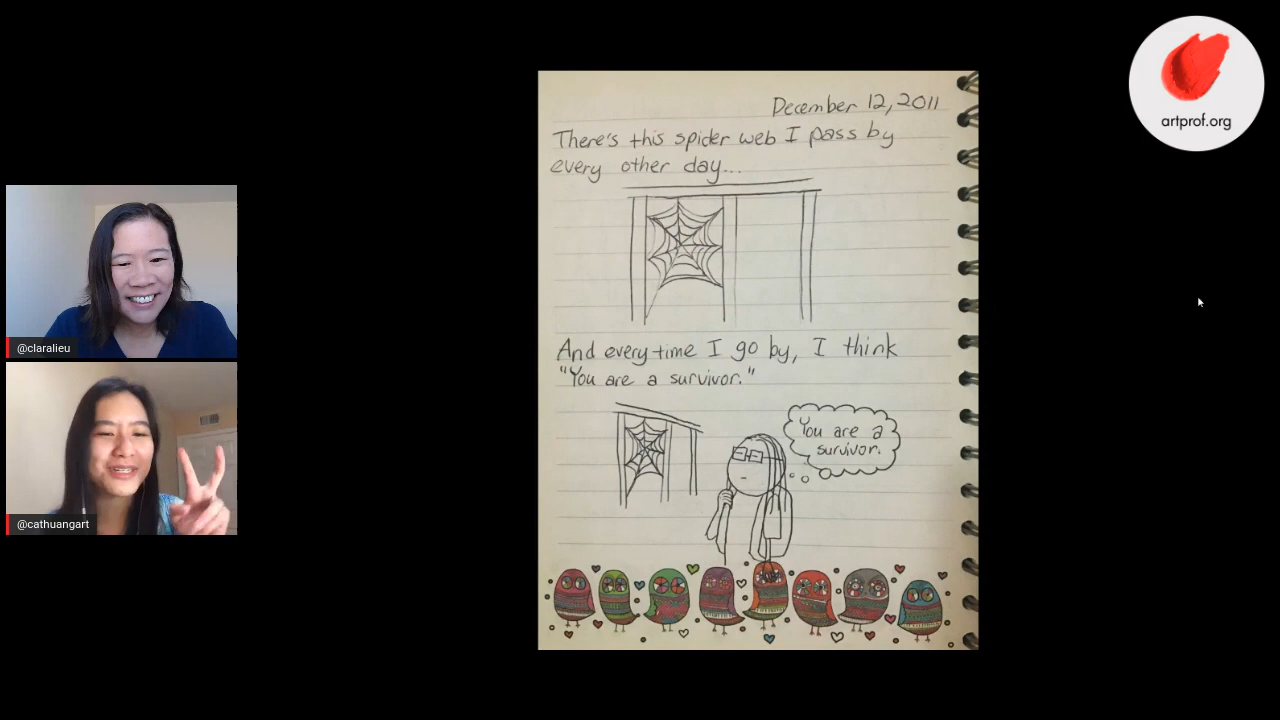 December 12, 2011
There's this spider web I pass by
every other day...
And every time I go by, I think
"You are a survivor."
You are a
survivor.
@claralieu
@cathuangart
artprof.org